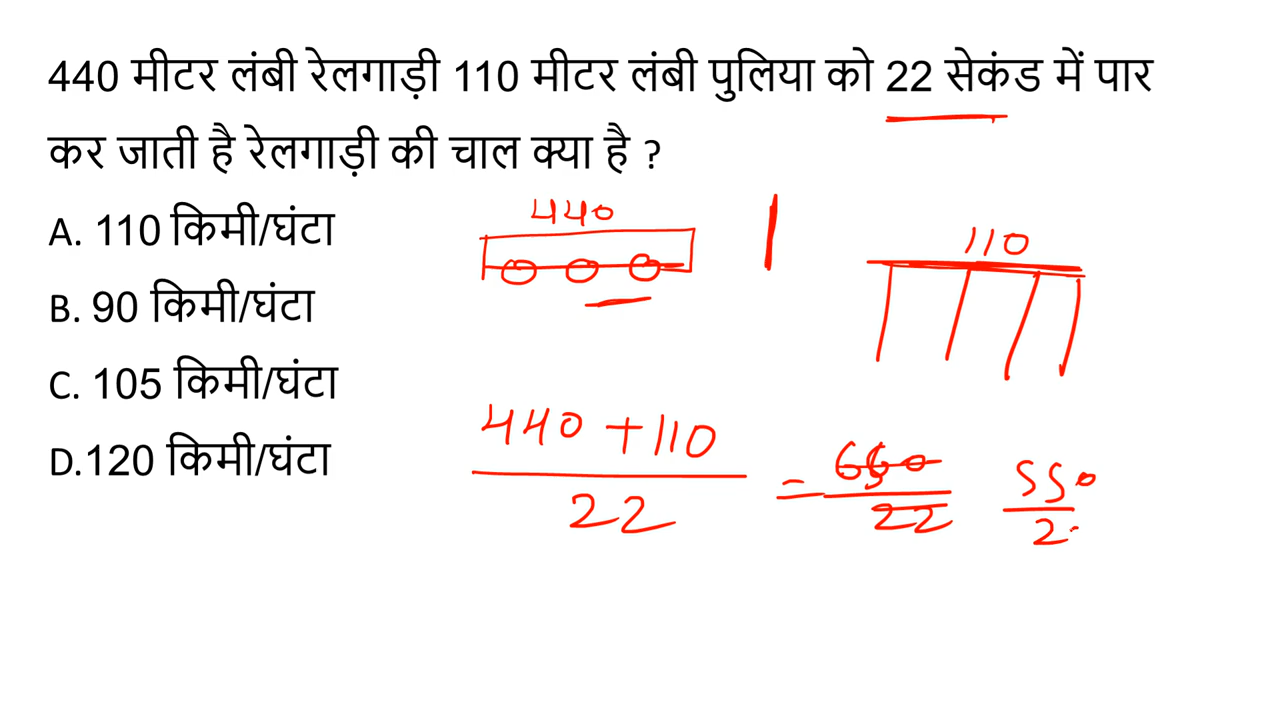 440 मीटर लंबी रेलगाड़ी 110 मीटर लंबी पुलिया को 22 सेकंड में पार
कर जाती है रेलगाड़ी की चाल क्या है ?
A. 110 किमी/घंटा
B. 90 किमी/घंटा
C. 105 किमी/घंटा
D.120 किमी/घंटा
440
110
440 + 110
22
=
22
550
2